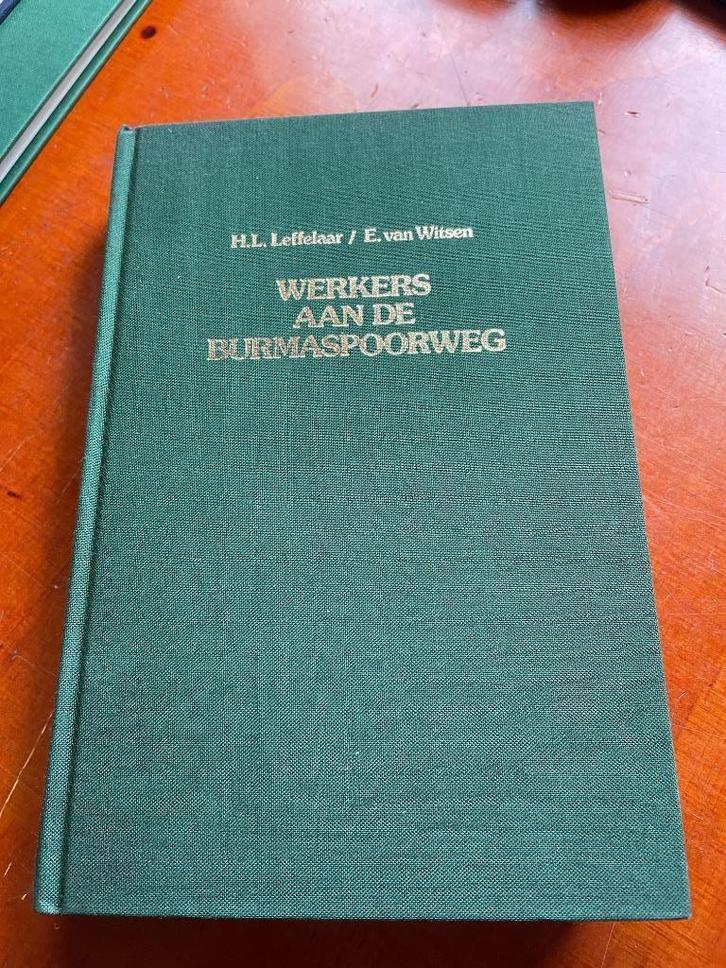 H.L. Leffelaar / E. van Witsen
WERKERS
AAN DE
BURMASPOORWEG